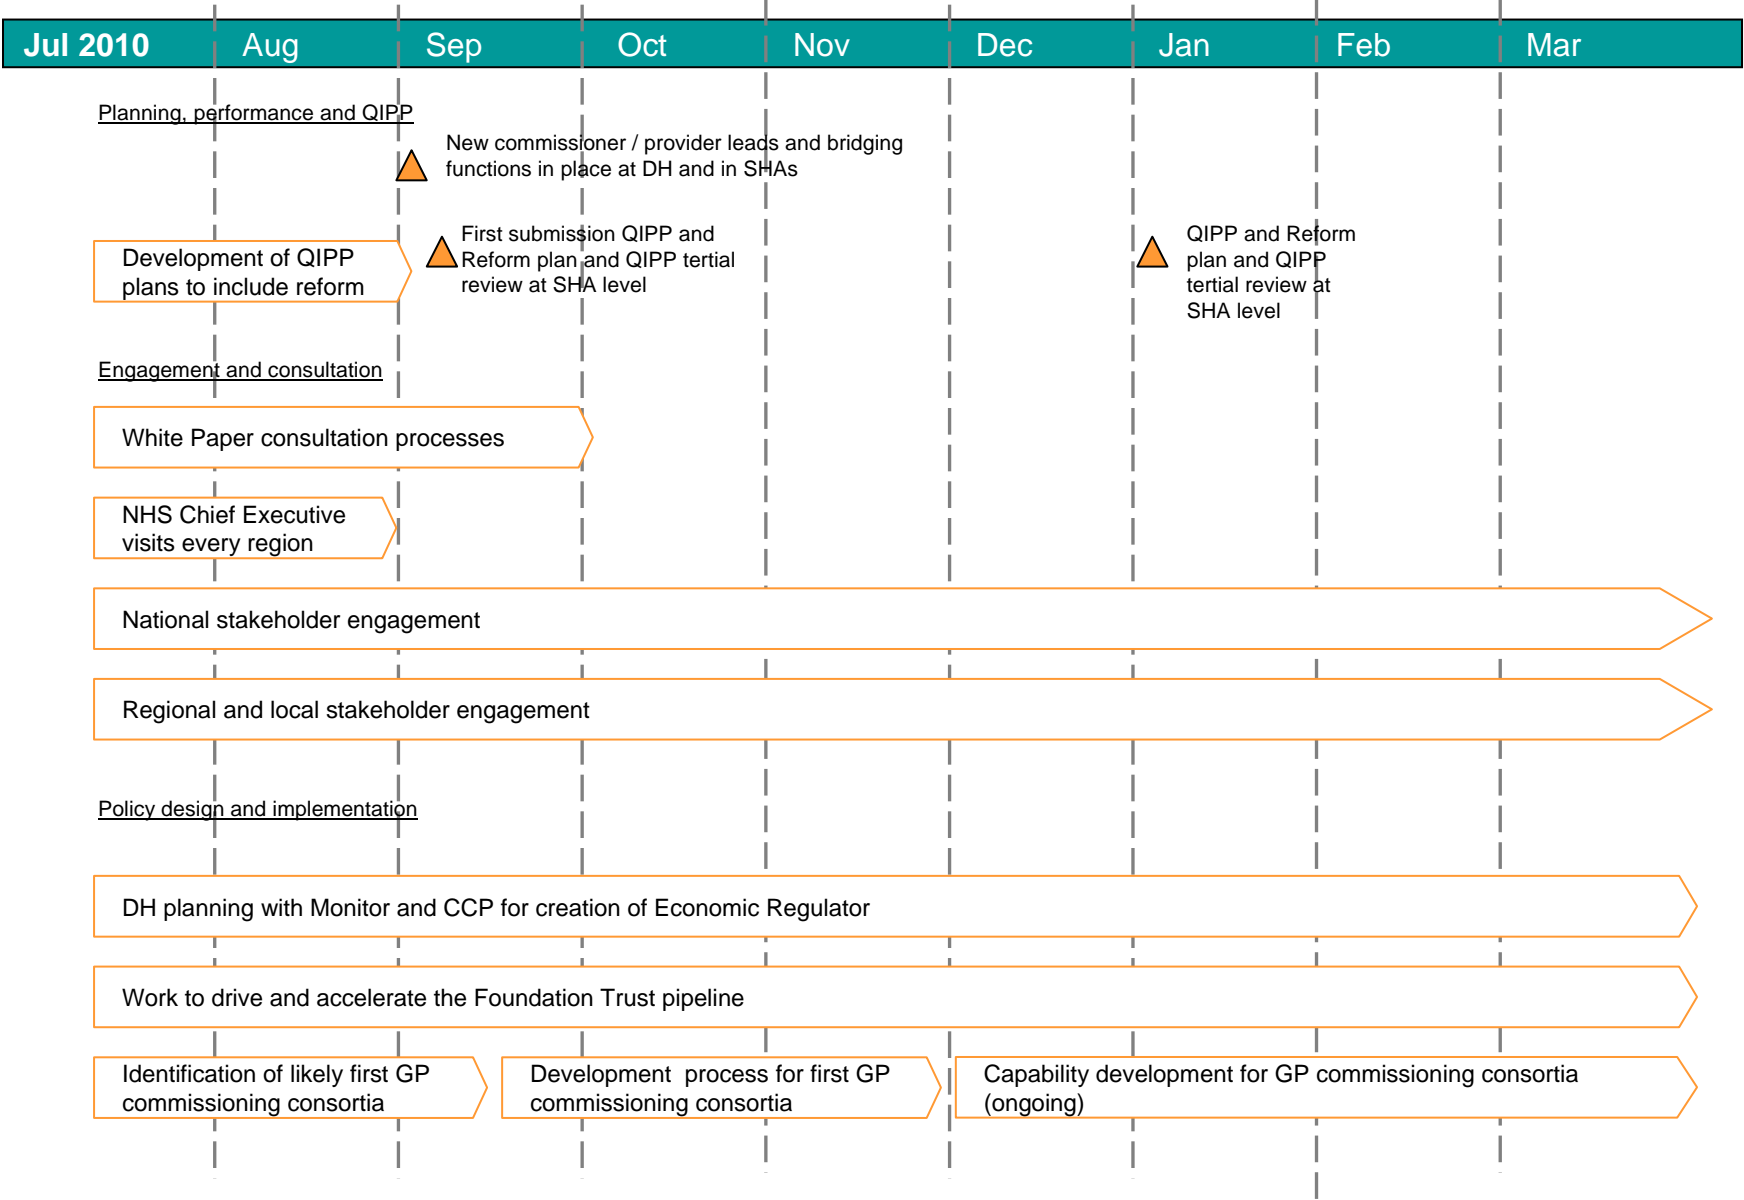 Jul 2010 Aug Sep Oct Nov Dec Jan Feb Mar
Planning, performance and QIPP
New commissioner / provider leads and bridging
functions in place at DH and in SHAs
Development of QIPP
plans to include reform
First submission QIPP and
Reform plan and QIPP tertial
review at SHA level
QIPP and Reform
plan and QIPP
tertial review at
SHA level
Engagement and consultation
White Paper consultation processes
NHS Chief Executive
visits every region
National stakeholder engagement
Regional and local stakeholder engagement
Policy design and implementation
DH planning with Monitor and CCP for creation of Economic Regulator
Work to drive and accelerate the Foundation Trust pipeline
Identification of likely first GP
commissioning consortia
Development process for first GP
commissioning consortia
Capability development for GP commissioning consortia
(ongoing)